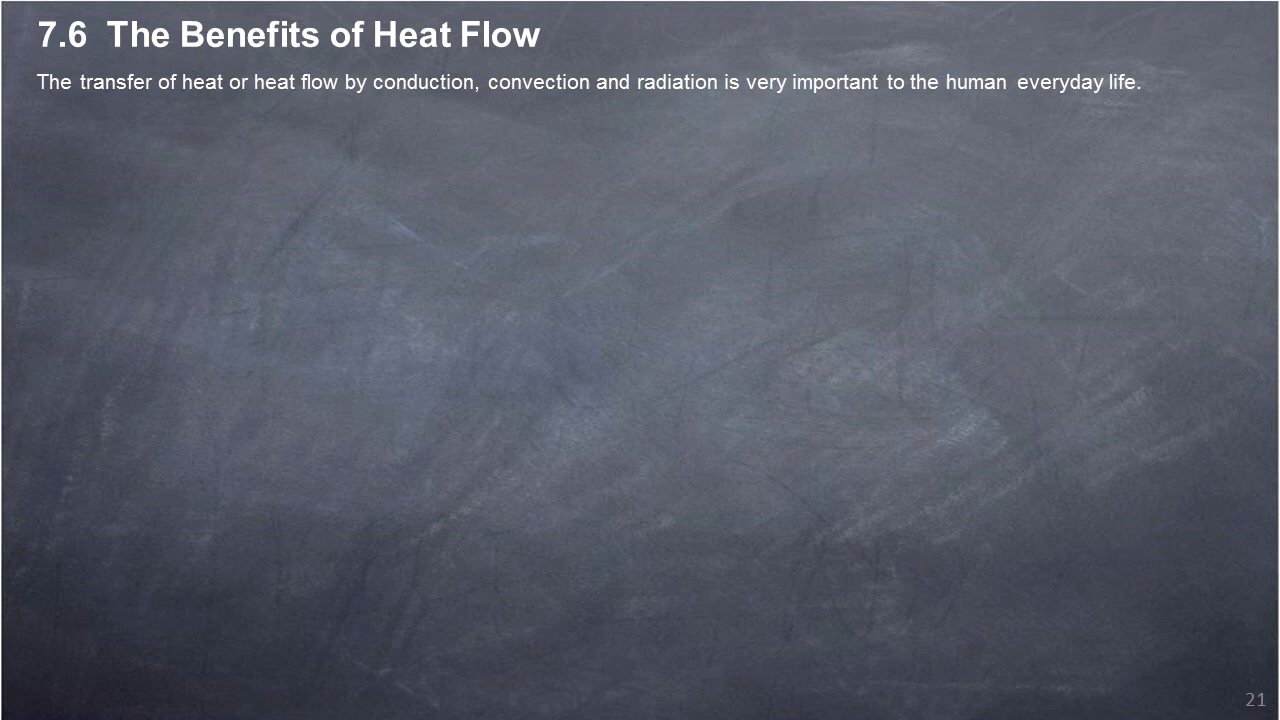 7.6 The Benefits of Heat Flow
The transfer of heat or heat flow by conduction, convection and radiation is very important to the human everyday life.
21